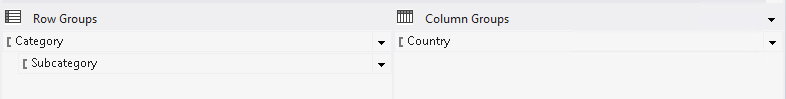 Row Groups
Column Groups
Category
Country
Subcategory